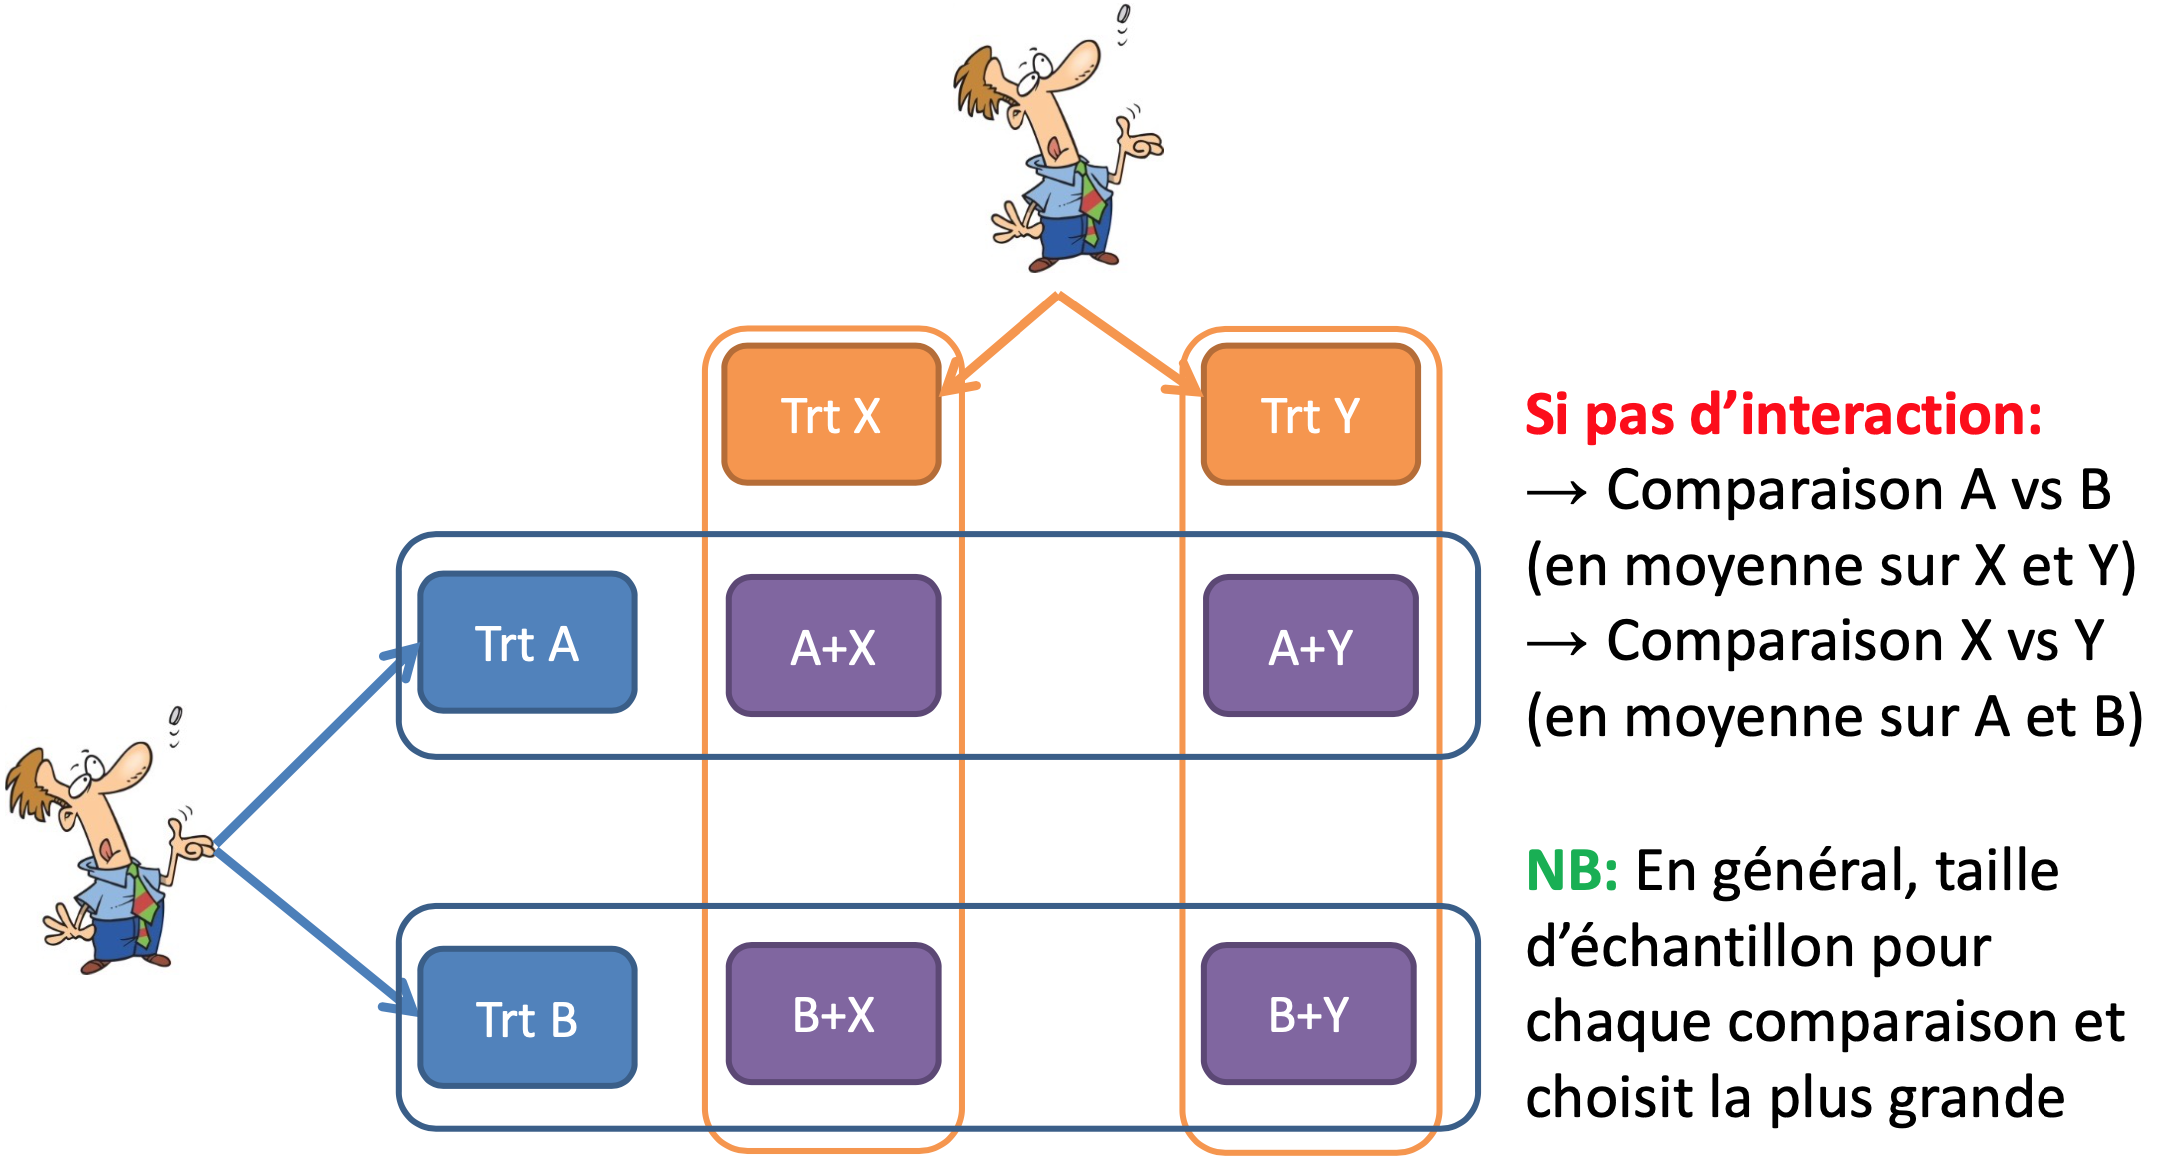 Trt X
Trt Y
Trt A
A+X
A+Y
Trt B
B+X
B+Y
Si pas d’interaction:
→ Comparaison A vs B
(en moyenne sur X et Y)
→ Comparaison X vs Y
(en moyenne sur A et B)
NB: En général, taille
d’échantillon pour
chaque comparaison et
choisit la plus grande